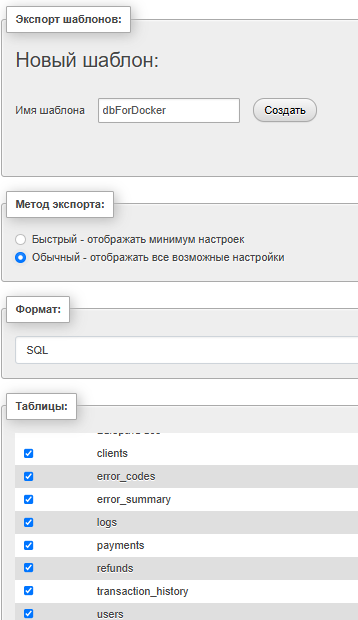 Экспорт шаблонов:
Новый шаблон:
Имя шаблона dbForDocker Создать
Метод экспорта:
Быстрый - отображать минимум настроек
Обычный - отображать все возможные настройки
Формат:
SQL
Таблицы:
clients
error_codes
error_summary
logs
payments
refunds
transaction_history
users